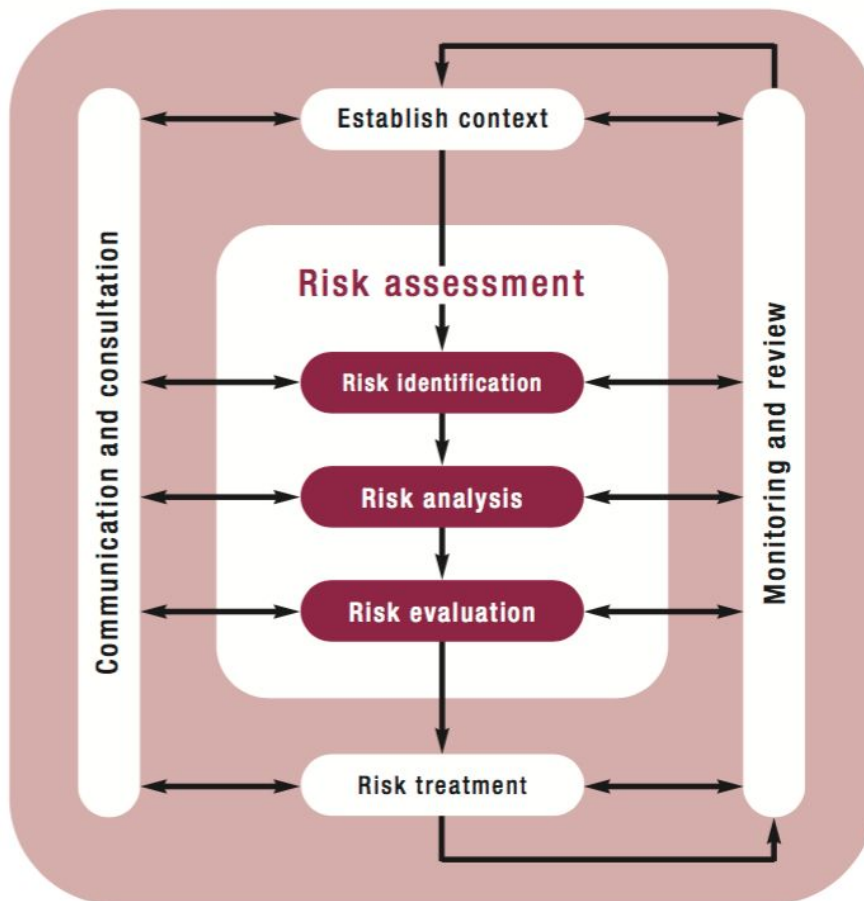 Establish context
Communication and consultation
Risk assessment
Risk identification
Risk analysis
Risk evaluation
Monitoring and review
Risk treatment